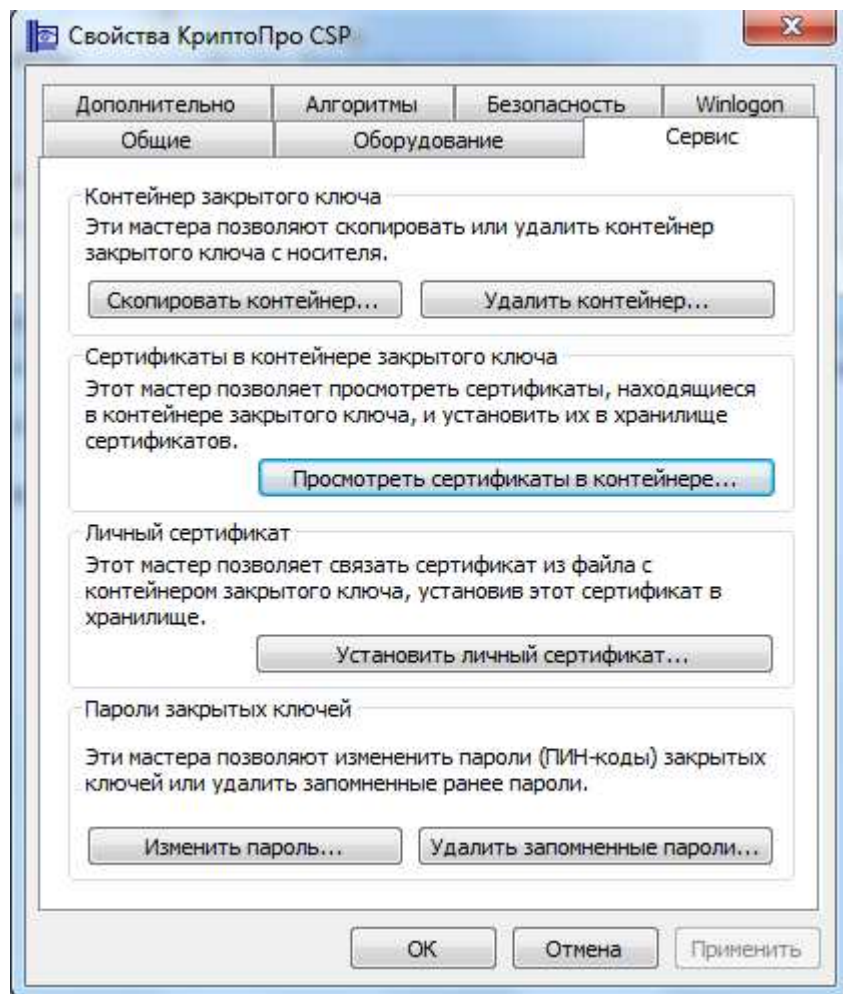 Свойства КриптоПро CSP
Дополнительно Алгоритмы Безопасность Winlogon
Общие Оборудование Сервис
Контейнер закрытого ключа
Эти мастера позволяют скопировать или удалить контейнер
закрытого ключа с носителя.
Скопировать контейнер... Удалить контейнер...
Сертификаты в контейнере закрытого ключа
Этот мастер позволяет просмотреть сертификаты, находящиеся
в контейнере закрытого ключа, и установить их в хранилище
сертификатов.
Просмотреть сертификаты в контейнере...
Личный сертификат
Этот мастер позволяет связать сертификат из файла с
контейнером закрытого ключа, установив этот сертификат в
хранилище.
Установить личный сертификат...
Пароли закрытых ключей
Эти мастера позволяют измененить пароли (ПИН-коды) закрытых
ключей или удалить запомненные ранее пароли.
Изменить пароль... Удалить запомненные пароли...
ОК Отмена Применить